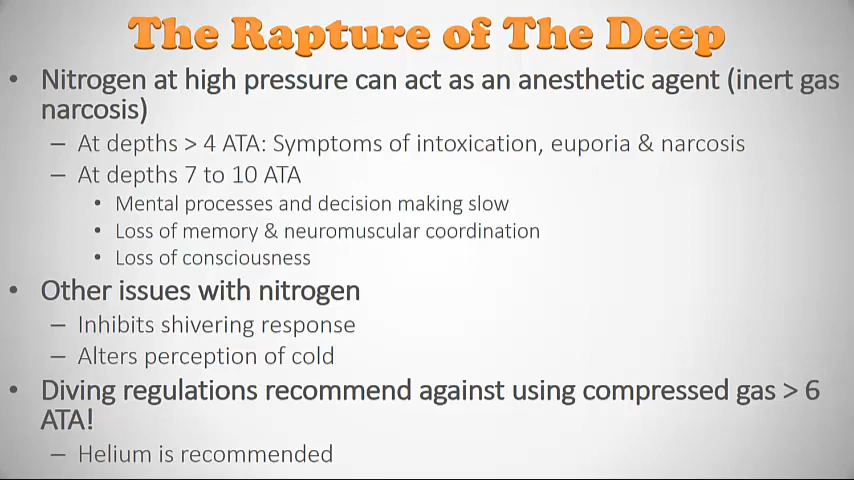 The Rapture of The Deep
• Nitrogen at high pressure can act as an anesthetic agent (inert gas
narcosis)
– At depths > 4 ATA: Symptoms of intoxication, euporia & narcosis
– At depths 7 to 10 ATA
• Mental processes and decision making slow
• Loss of memory & neuromuscular coordination
• Loss of consciousness
• Other issues with nitrogen
– Inhibits shivering response
– Alters perception of cold
• Diving regulations recommend against using compressed gas > 6
ATA!
– Helium is recommended